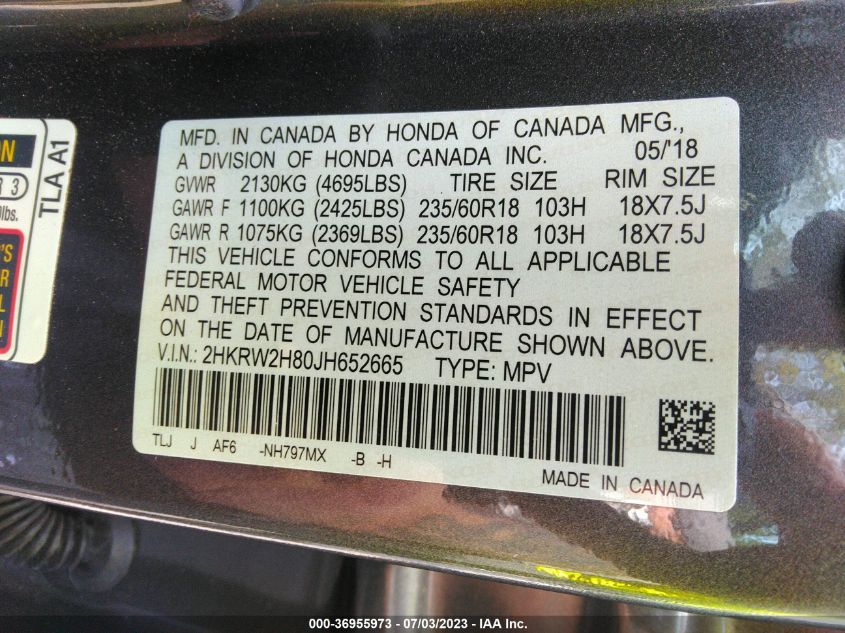 ON
R 3
0lbs.
TLA A1
'S
ER
L
N
MFD. IN CANADA BY HONDA OF CANADA MFG.,
A DIVISION OF HONDA CANADA INC. 05/'18
GVWR 2130KG (4695LBS) TIRE SIZE RIM SIZE
GAWR F 1100KG (2425LBS) 235/60R18 103H 18X7.5J
GAWR R 1075KG (2369LBS) 235/60R18 103H 18X7.5J
THIS VEHICLE CONFORMS TO ALL APPLICABLE
FEDERAL MOTOR VEHICLE SAFETY
AND THEFT PREVENTION STANDARDS IN EFFECT
ON THE DATE OF MANUFACTURE SHOWN ABOVE.
V.I.N.: 2HKRW2H80JH652665 TYPE: MPV
TLJ J AF6 -NH797MX -B -H
MADE IN CANADA
000-36955973 - 07/03/2023 - IAA Inc.